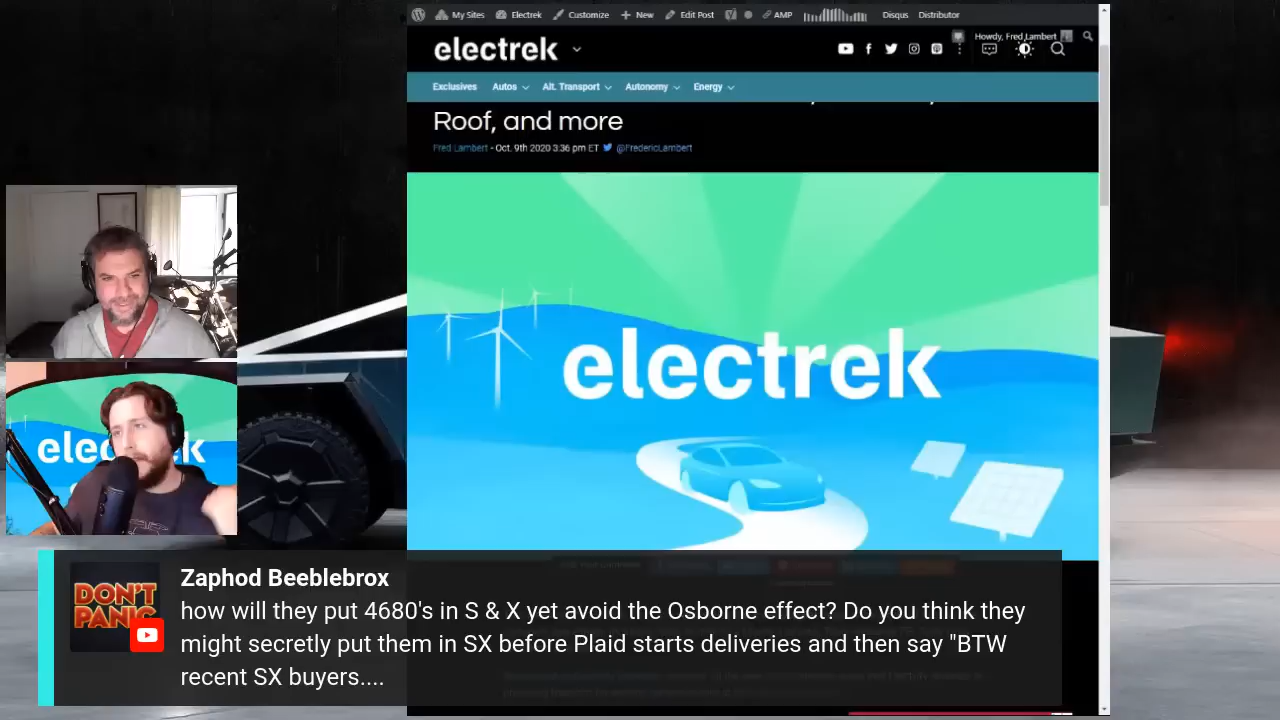 My Sites Electrek Customize New Edit Post AMP Disqus Distributor
Howdy, Fred Lambert
electrek
Exclusives Autos Alt. Transport Autonomy Energy
Roof, and more
Fred Lambert - Oct. 9th 2020 3:36 pm ET @FredericLambert
electrek
DON'T
PANIC
Zaphod Beeblebrox
how will they put 4680's in S & X yet avoid the Osborne effect? Do you think they
might secretly put them in SX before Plaid starts deliveries and then say "BTW
recent SX buyers....